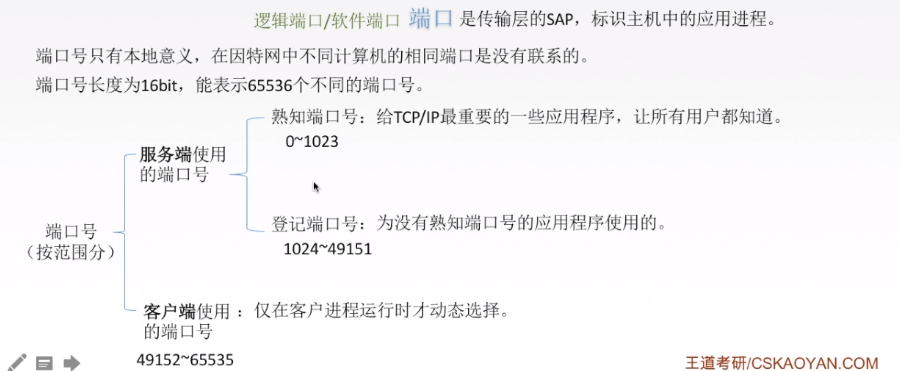 逻辑端口/软件端口 端口 是传输层的SAP，标识主机中的应用进程。
端口号只有本地意义，在因特网中不同计算机的相同端口是没有联系的。
端口号长度为16bit，能表示65536个不同的端口号。
端口号
（按范围分）
服务端使用
的端口号
熟知端口号：给TCP/IP最重要的一些应用程序，让所有用户都知道。
0~1023
登记端口号：为没有熟知端口号的应用程序使用的。
1024~49151
客户端使用
的端口号
：仅在客户进程运行时才动态选择。
49152~65535
王道考研/CSKAOYAN.COM